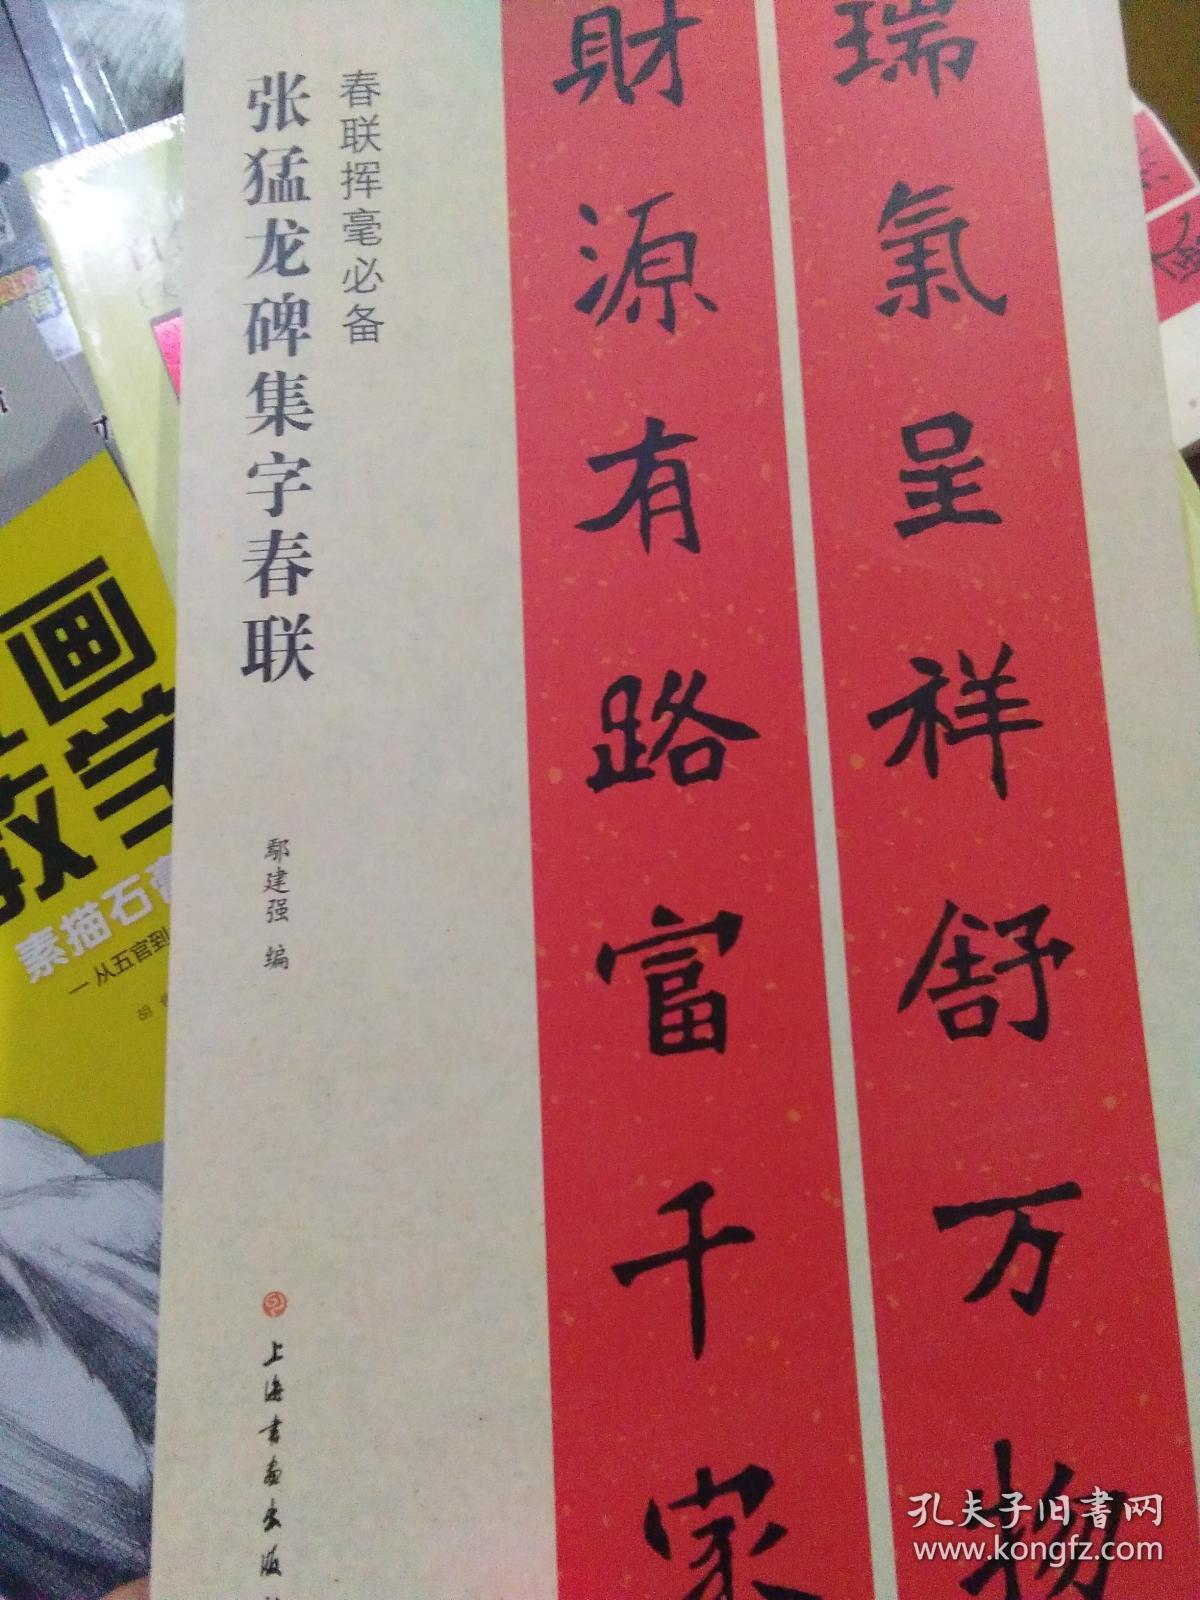 瑞氣呈祥舒万物
財源有路富千家
春联挥毫必备
张猛龙碑集字春联
鄢建强 编
上海书画出版
画
教学
素描石膏
一从五官到
胡
孔夫子旧书网
www.kongfz.com